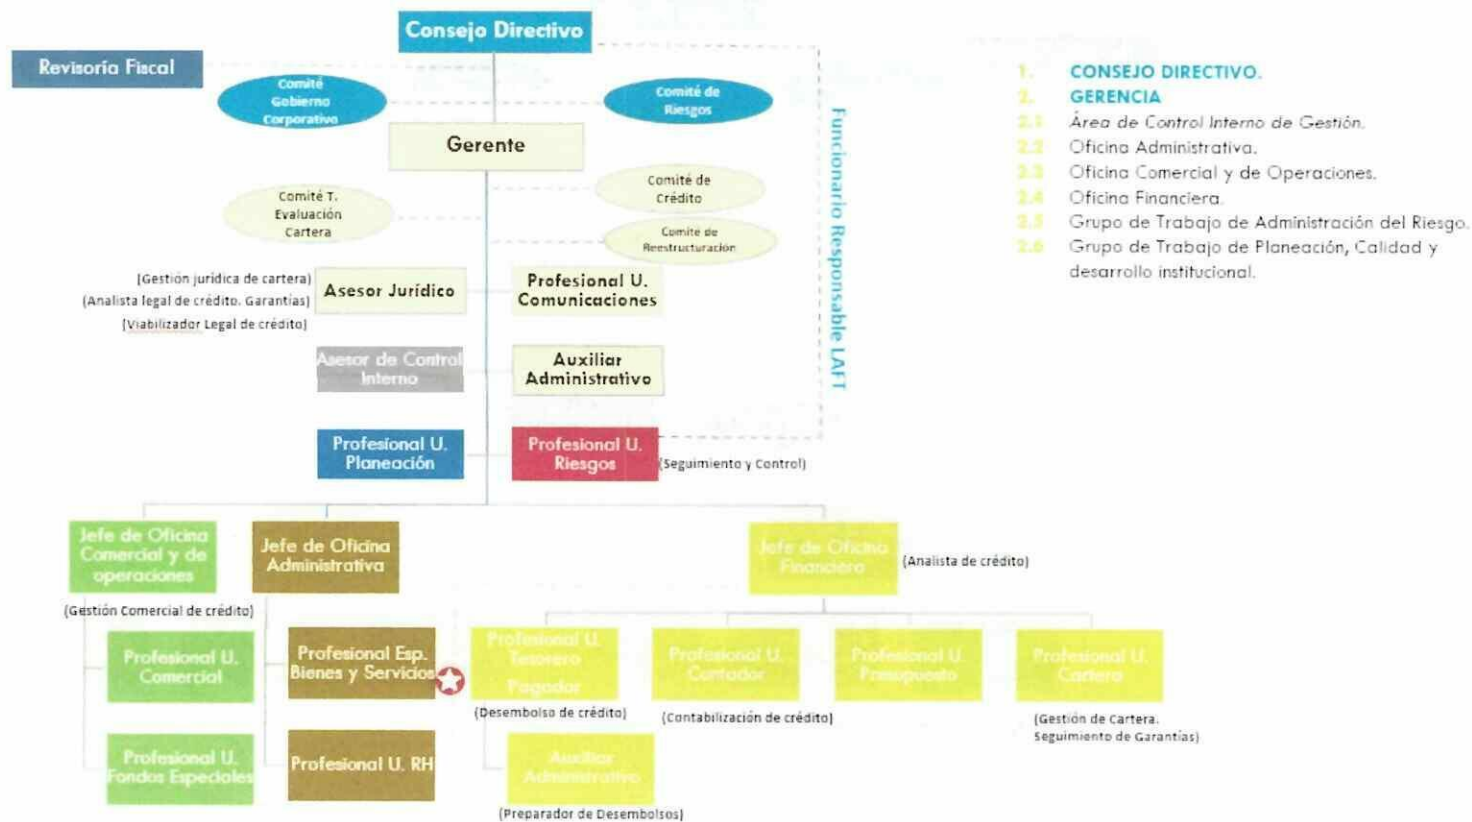 Consejo Directivo
Revisoría Fiscal
Comité
Gobierno
Corporativo
Comité de
Riesgos
Gerente
Comité T.
Evaluación
Cartera
Comité de
Crédito
Comité de
Reestructuración
Funcionario Responsable LAFT
(Gestión jurídica de cartera)
(Analista legal de crédito. Garantías)
(Viabilizador Legal de crédito)
Asesor Jurídico
Profesional U.
Comunicaciones
Asesor de Control
Interno
Auxiliar
Administrativo
Profesional U.
Planeación
Profesional U.
Riesgos
(Seguimiento y Control)
Jefe de Oficina
Comercial y de
operaciones
(Gestión Comercial de crédito)
Jefe de Oficina
Administrativa
Jefe de Oficina
Financiera
(Analista de crédito)
Profesional U.
Comercial
Profesional Esp.
Bienes y Servicios
Profesional U.
Tesorero
Pagador
(Desembolso de crédito)
Profesional U.
Contador
(Contabilización de crédito)
Profesional U.
Presupuesto
Profesional U.
Cartera
(Gestión de Cartera.
Seguimiento de Garantías)
Profesional U.
Fondos Especiales
Profesional U. RH
Auxiliar
Administrativo
(Preparador de Desembolsos)
1. CONSEJO DIRECTIVO.
2. GERENCIA
2.1 Área de Control Interno de Gestión.
2.2 Oficina Administrativa.
2.3 Oficina Comercial y de Operaciones.
2.4 Oficina Financiera.
2.5 Grupo de Trabajo de Administración del Riesgo.
2.6 Grupo de Trabajo de Planeación, Calidad y
desarrollo institucional.